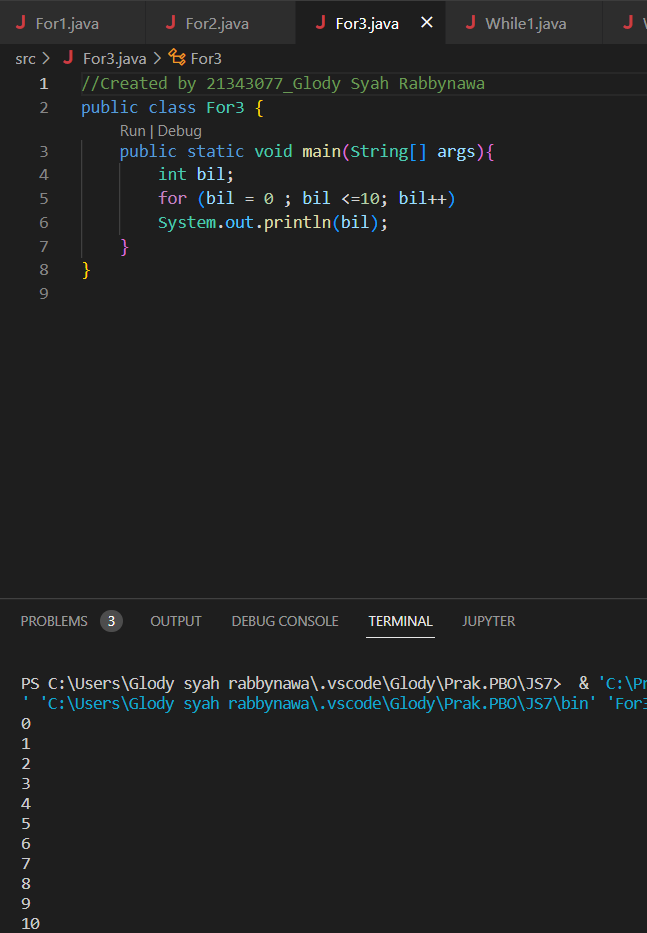 For1.java For2.java For3.java While1.java
src > For3.java > For3
1 //Created by 21343077_Glody Syah Rabbynawa
2 public class For3 {
Run | Debug
3 public static void main(String[] args){
4 int bil;
5 for (bil = 0 ; bil <=10; bil++)
6 System.out.println(bil);
7 }
8 }
9
PROBLEMS 3 OUTPUT DEBUG CONSOLE TERMINAL JUPYTER
PS C:\Users\Glody syah rabbynawa\.vscode\Glody\Prak.PBO\JS7> & 'C:\Pr
' 'C:\Users\Glody syah rabbynawa\.vscode\Glody\Prak.PBO\JS7\bin' 'For3
0
1
2
3
4
5
6
7
8
9
10